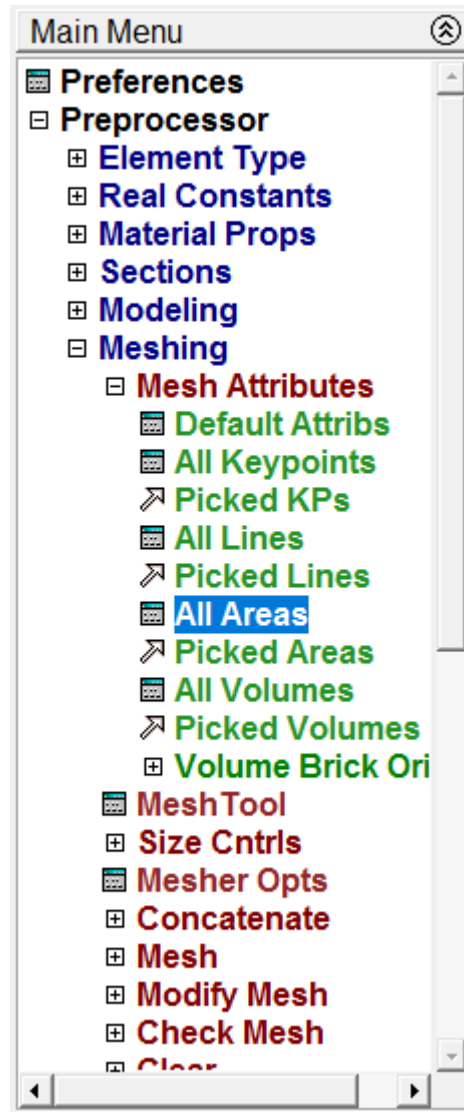 Main Menu
Preferences
Preprocessor
Element Type
Real Constants
Material Props
Sections
Modeling
Meshing
Mesh Attributes
Default Attribs
All Keypoints
Picked KPs
All Lines
Picked Lines
All Areas
Picked Areas
All Volumes
Picked Volumes
Volume Brick Ori
MeshTool
Size Cntrls
Mesher Opts
Concatenate
Mesh
Modify Mesh
Check Mesh
Clear